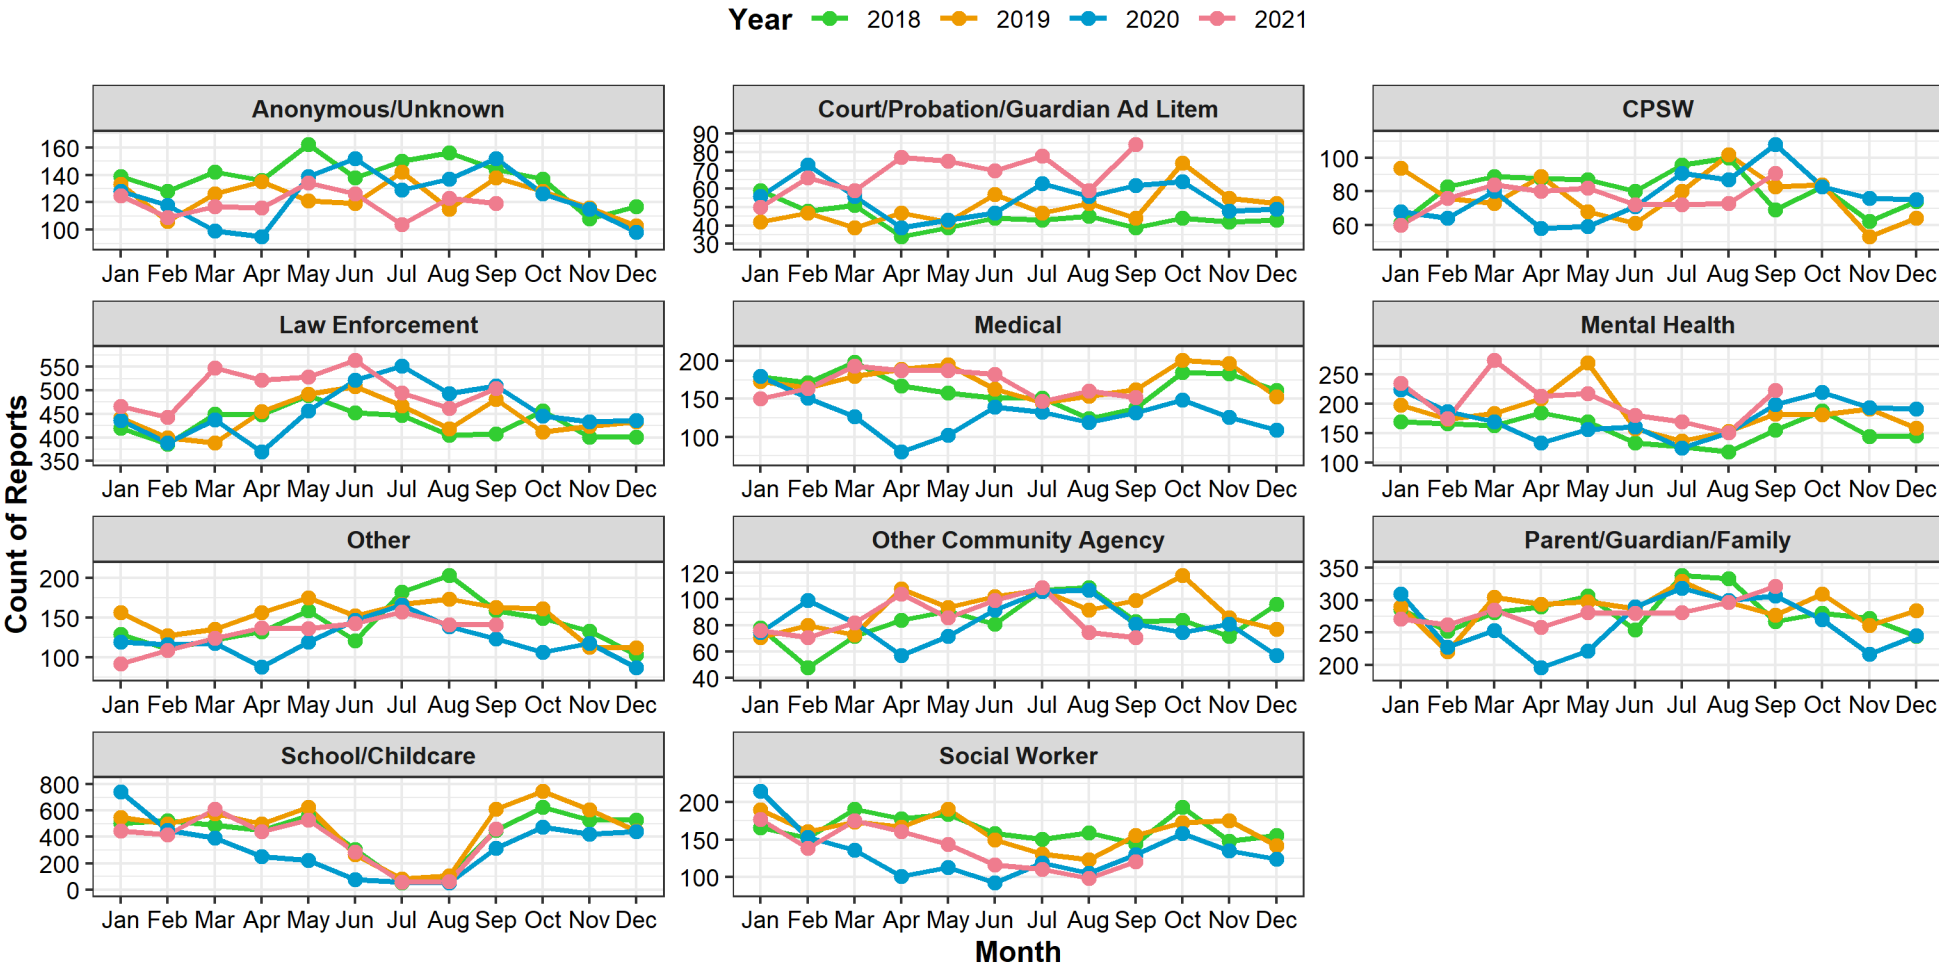 Year 2018 2019 2020 2021
Anonymous/Unknown
160
140
120
100
Jan Feb Mar Apr May Jun Jul Aug Sep Oct Nov Dec
Court/Probation/Guardian Ad Litem
90
80
70
60
50
40
30
Jan Feb Mar Apr May Jun Jul Aug Sep Oct Nov Dec
CPSW
100
80
60
Jan Feb Mar Apr May Jun Jul Aug Sep Oct Nov Dec
Law Enforcement
550
500
450
400
350
Jan Feb Mar Apr May Jun Jul Aug Sep Oct Nov Dec
Medical
200
150
100
Jan Feb Mar Apr May Jun Jul Aug Sep Oct Nov Dec
Mental Health
250
200
150
100
Jan Feb Mar Apr May Jun Jul Aug Sep Oct Nov Dec
Count of Reports
Other
200
150
100
Jan Feb Mar Apr May Jun Jul Aug Sep Oct Nov Dec
Other Community Agency
120
100
80
60
40
Jan Feb Mar Apr May Jun Jul Aug Sep Oct Nov Dec
Parent/Guardian/Family
350
300
250
200
Jan Feb Mar Apr May Jun Jul Aug Sep Oct Nov Dec
School/Childcare
800
600
400
200
0
Jan Feb Mar Apr May Jun Jul Aug Sep Oct Nov Dec
Social Worker
200
150
100
Jan Feb Mar Apr May Jun Jul Aug Sep Oct Nov Dec
Month